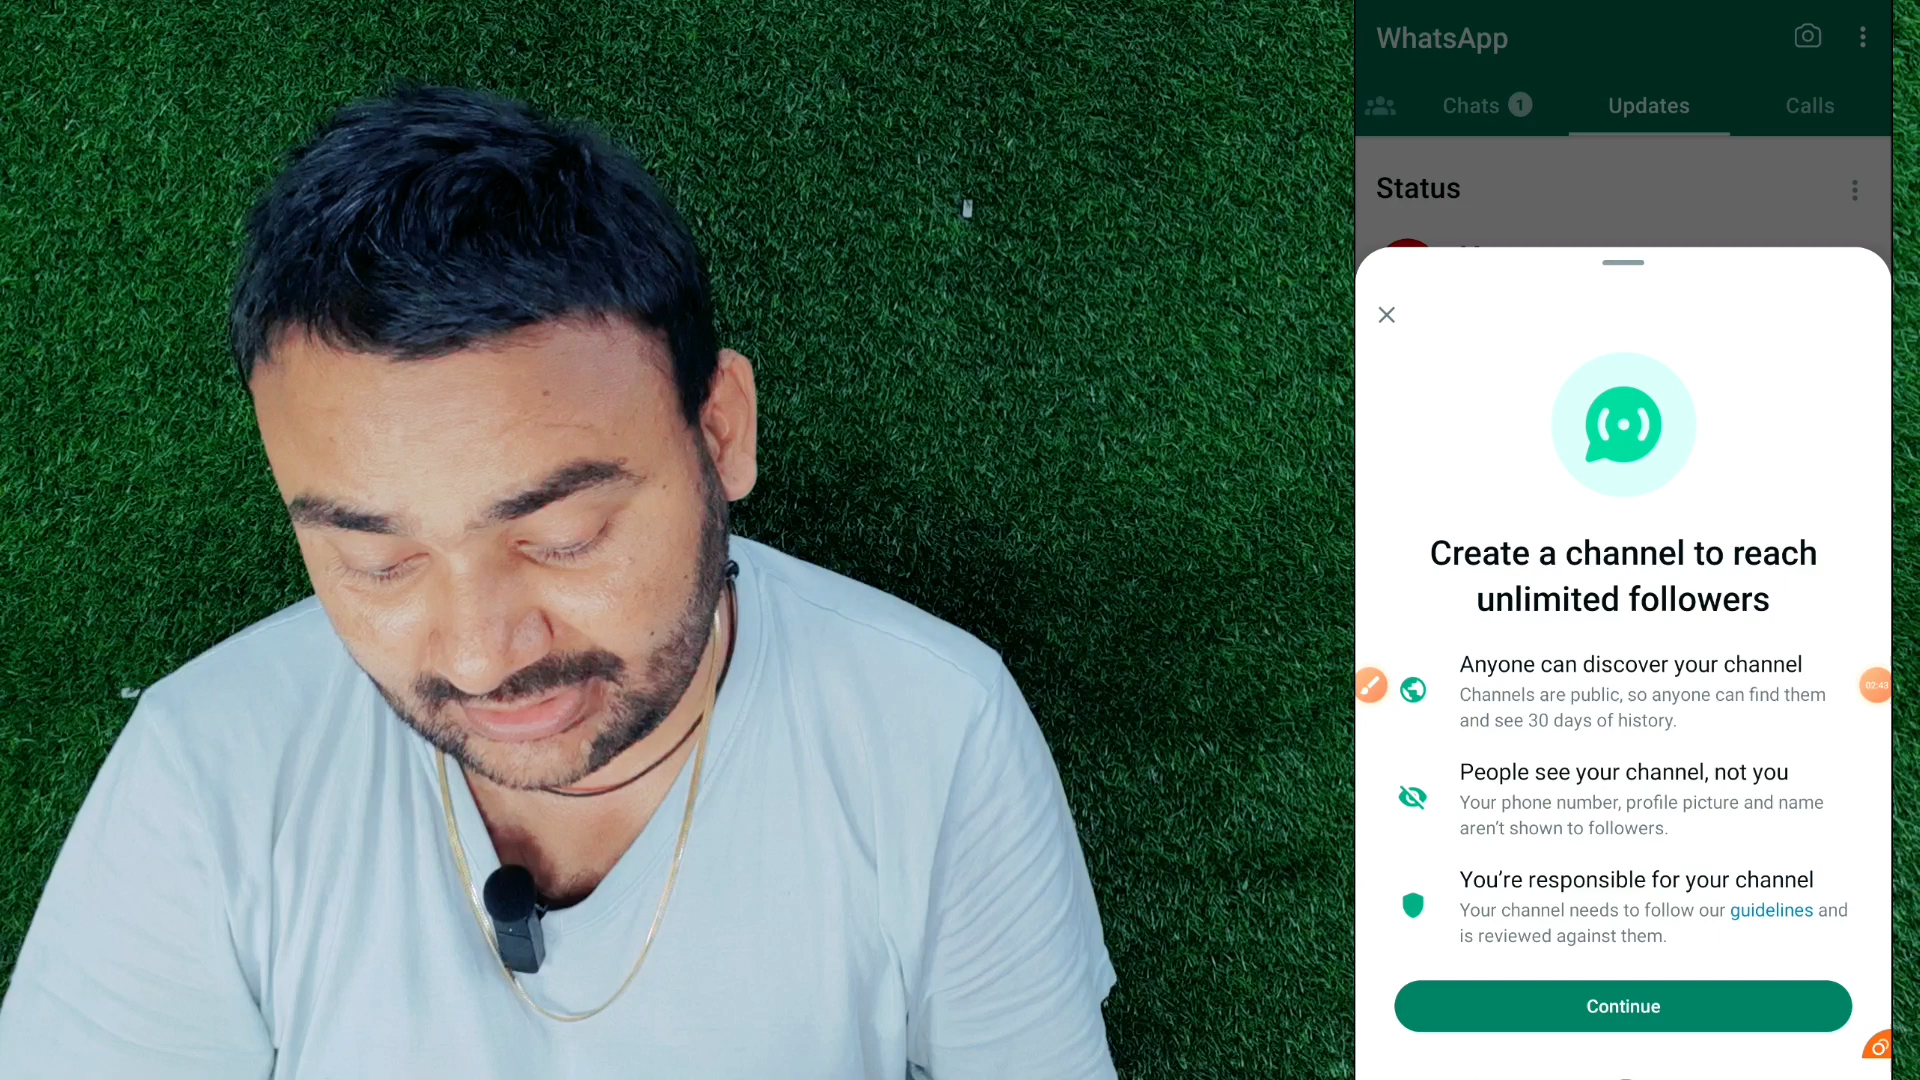 WhatsApp
Chats 1
Updates
Calls
Status
Create a channel to reach
unlimited followers
Anyone can discover your channel
Channels are public, so anyone can find them
and see 30 days of history.
People see your channel, not you
Your phone number, profile picture and name
aren’t shown to followers.
02:43
You’re responsible for your channel
Your channel needs to follow our guidelines and
is reviewed against them.
Continue